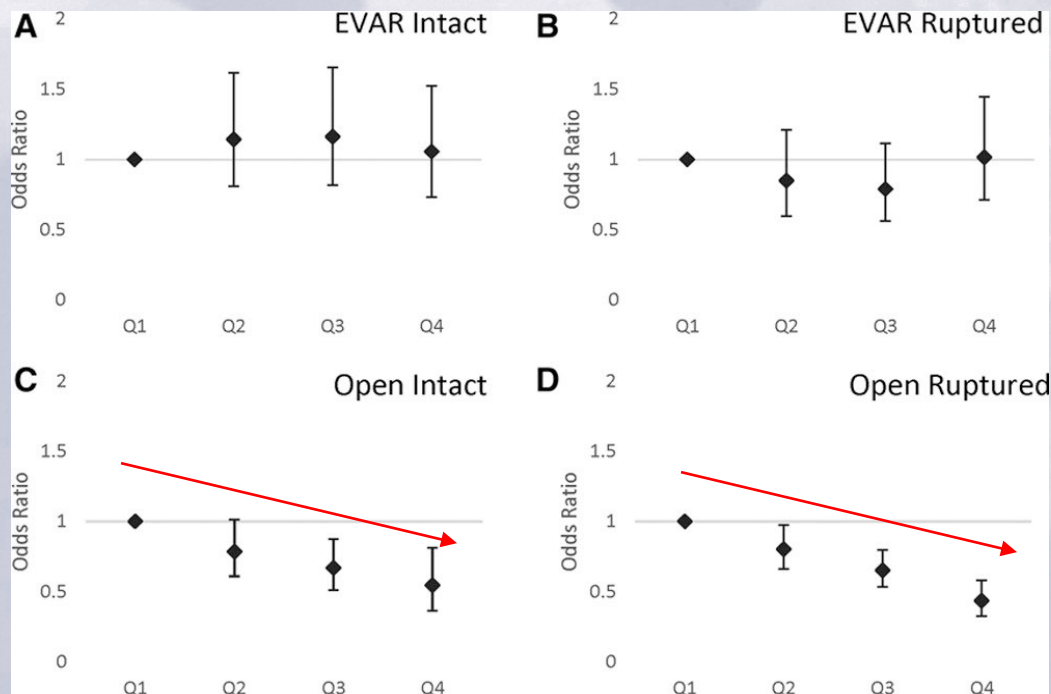 A
EVAR Intact
Odds Ratio
2
1.5
1
0.5
0
Q1 Q2 Q3 Q4
B
EVAR Ruptured
Odds Ratio
2
1.5
1
0.5
0
Q1 Q2 Q3 Q4
C
Open Intact
Odds Ratio
2
1.5
1
0.5
0
Q1 Q2 Q3 Q4
D
Open Ruptured
Odds Ratio
2
1.5
1
0.5
0
Q1 Q2 Q3 Q4